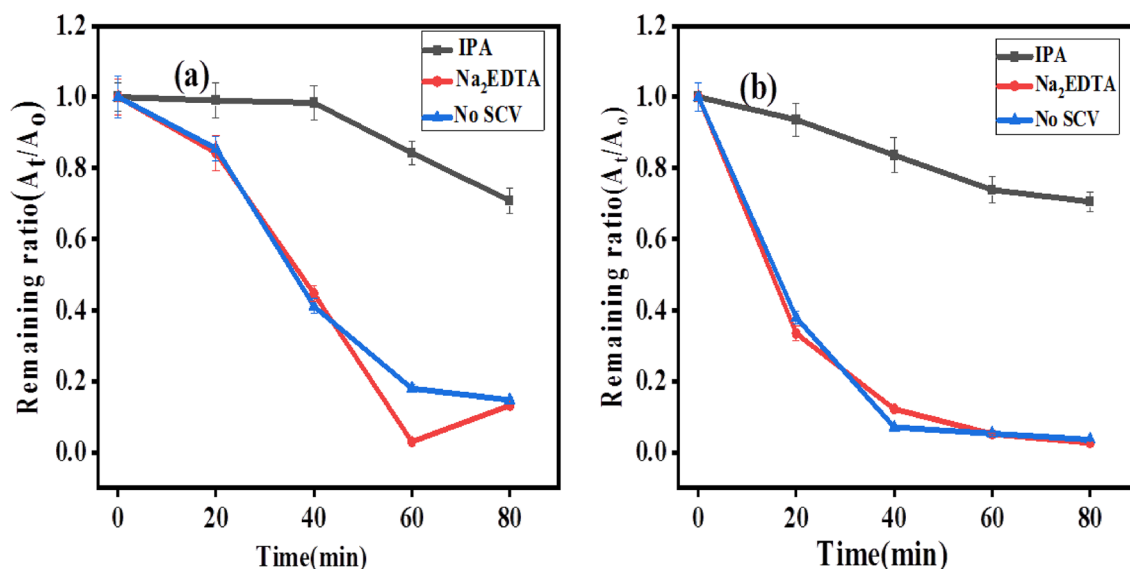 1.2
1.0
0.8
0.6
0.4
0.2
0.0
Remaining ratio(At/Ao)
(a)
IPA
Na2EDTA
No SCV
0 20 40 60 80
Time(min)
1.2
1.0
0.8
0.6
0.4
0.2
0.0
Remaining ratio(At/Ao)
(b)
IPA
Na2EDTA
No SCV
0 20 40 60 80
Time(min)